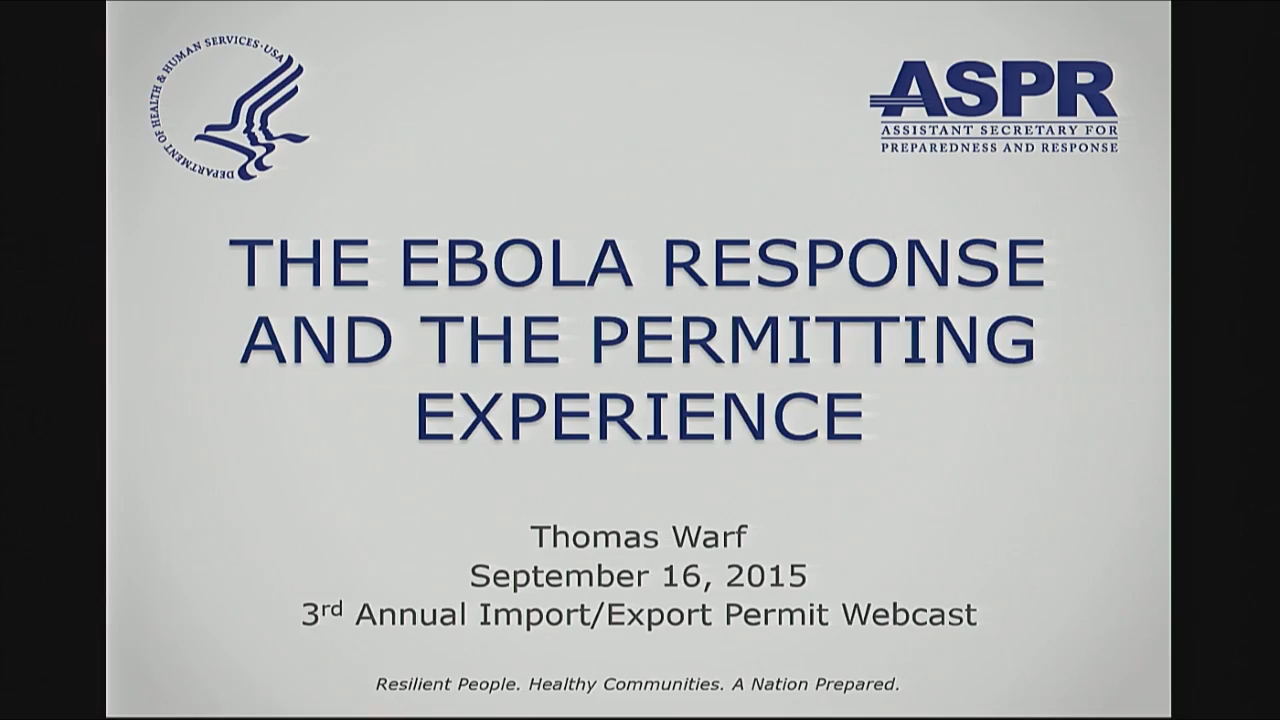 DEPARTMENT OF HEALTH & HUMAN SERVICES·USA
ASPR
ASSISTANT SECRETARY FOR
PREPAREDNESS AND RESPONSE
THE EBOLA RESPONSE
AND THE PERMITTING
EXPERIENCE
Thomas Warf
September 16, 2015
3rd Annual Import/Export Permit Webcast
Resilient People. Healthy Communities. A Nation Prepared.